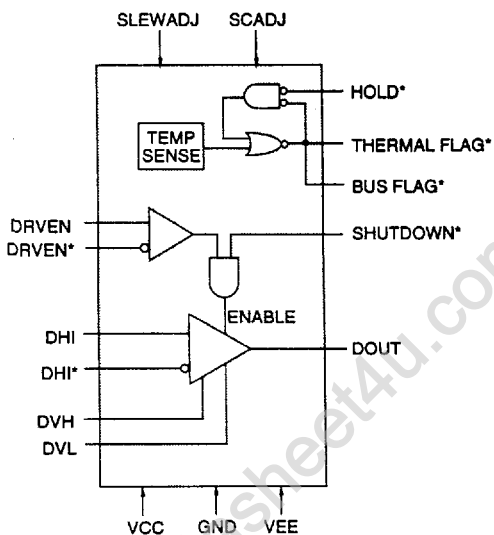 SLEWADJ SCADJ
HOLD*
TEMP
SENSE
THERMAL FLAG*
BUS FLAG*
DRVEN
DRVEN*
SHUTDOWN*
ENABLE
DHI
DOUT
DHI*
DVH
DVL
VCC GND VEE